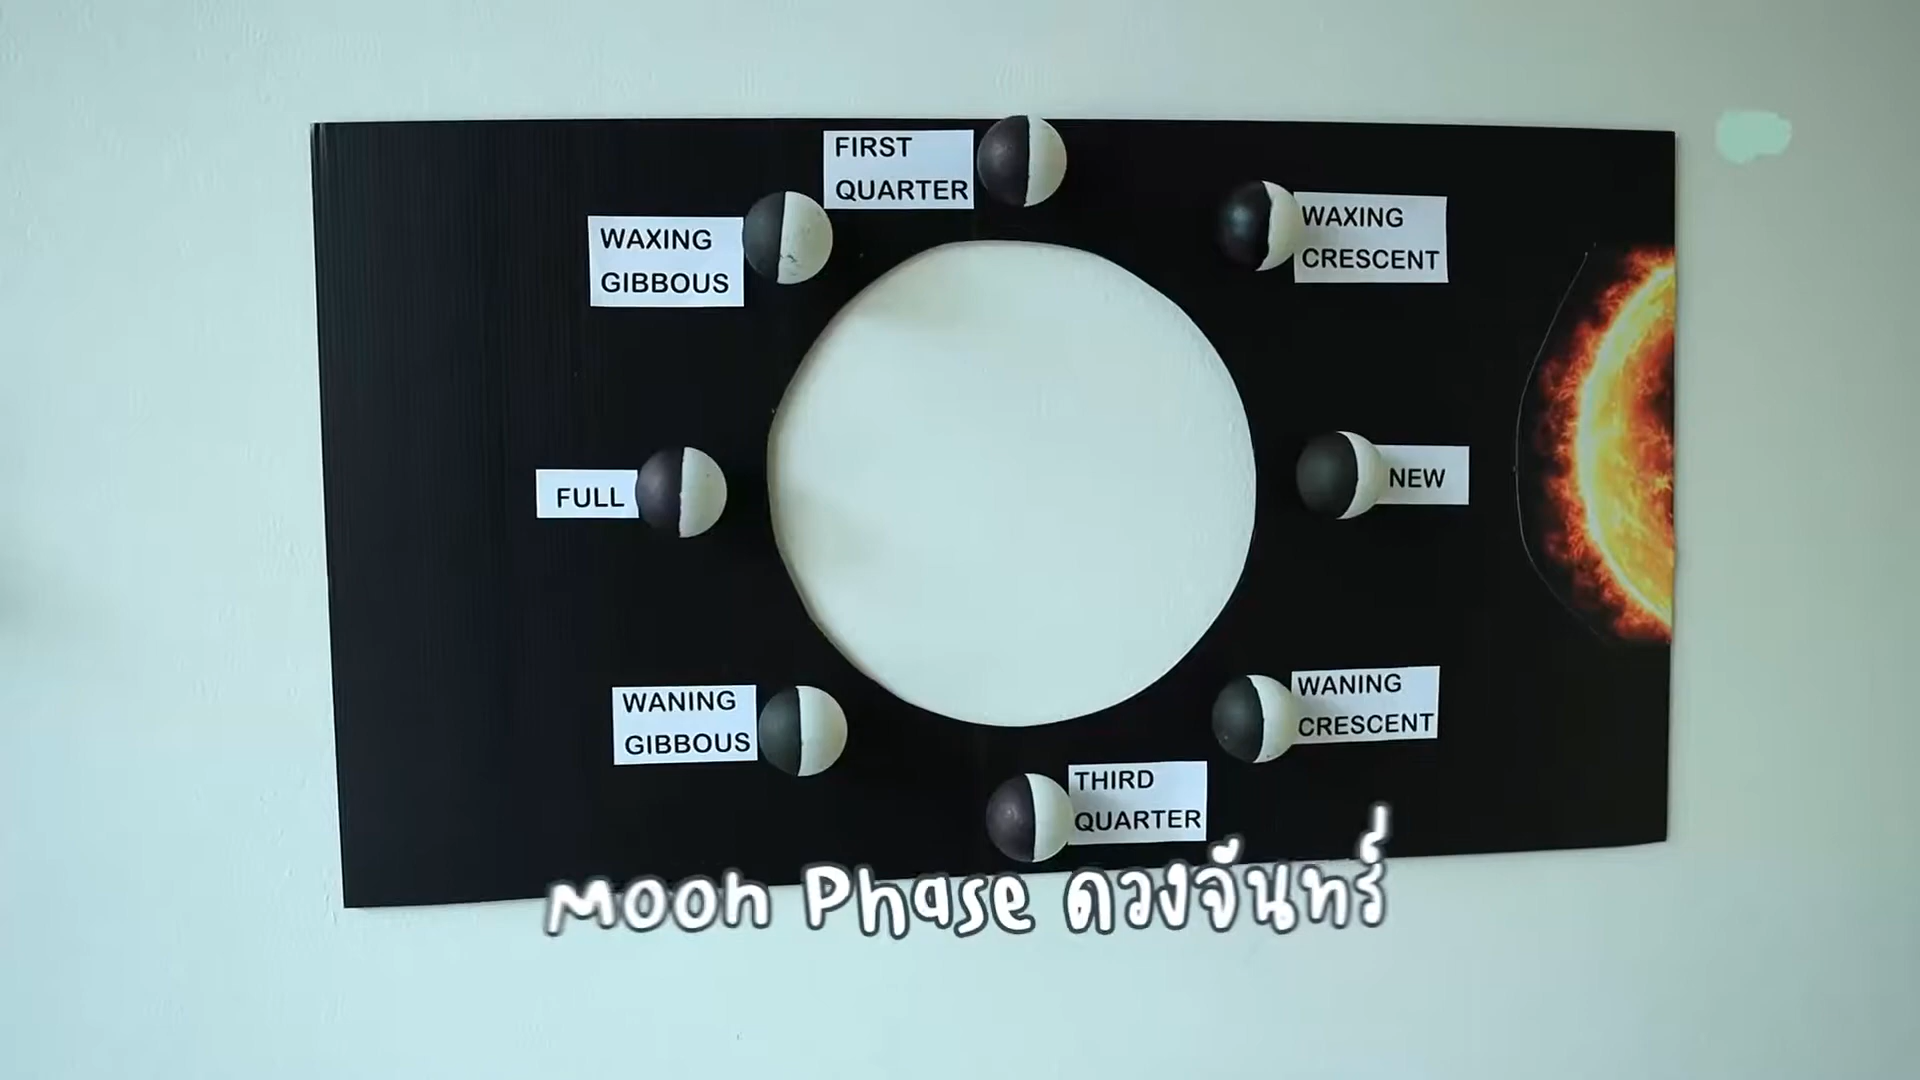 FIRST
QUARTER
WAXING
GIBBOUS
WAXING
CRESCENT
FULL
NEW
WANING
GIBBOUS
WANING
CRESCENT
THIRD
QUARTER
Moon Phase ดวงจันทร์